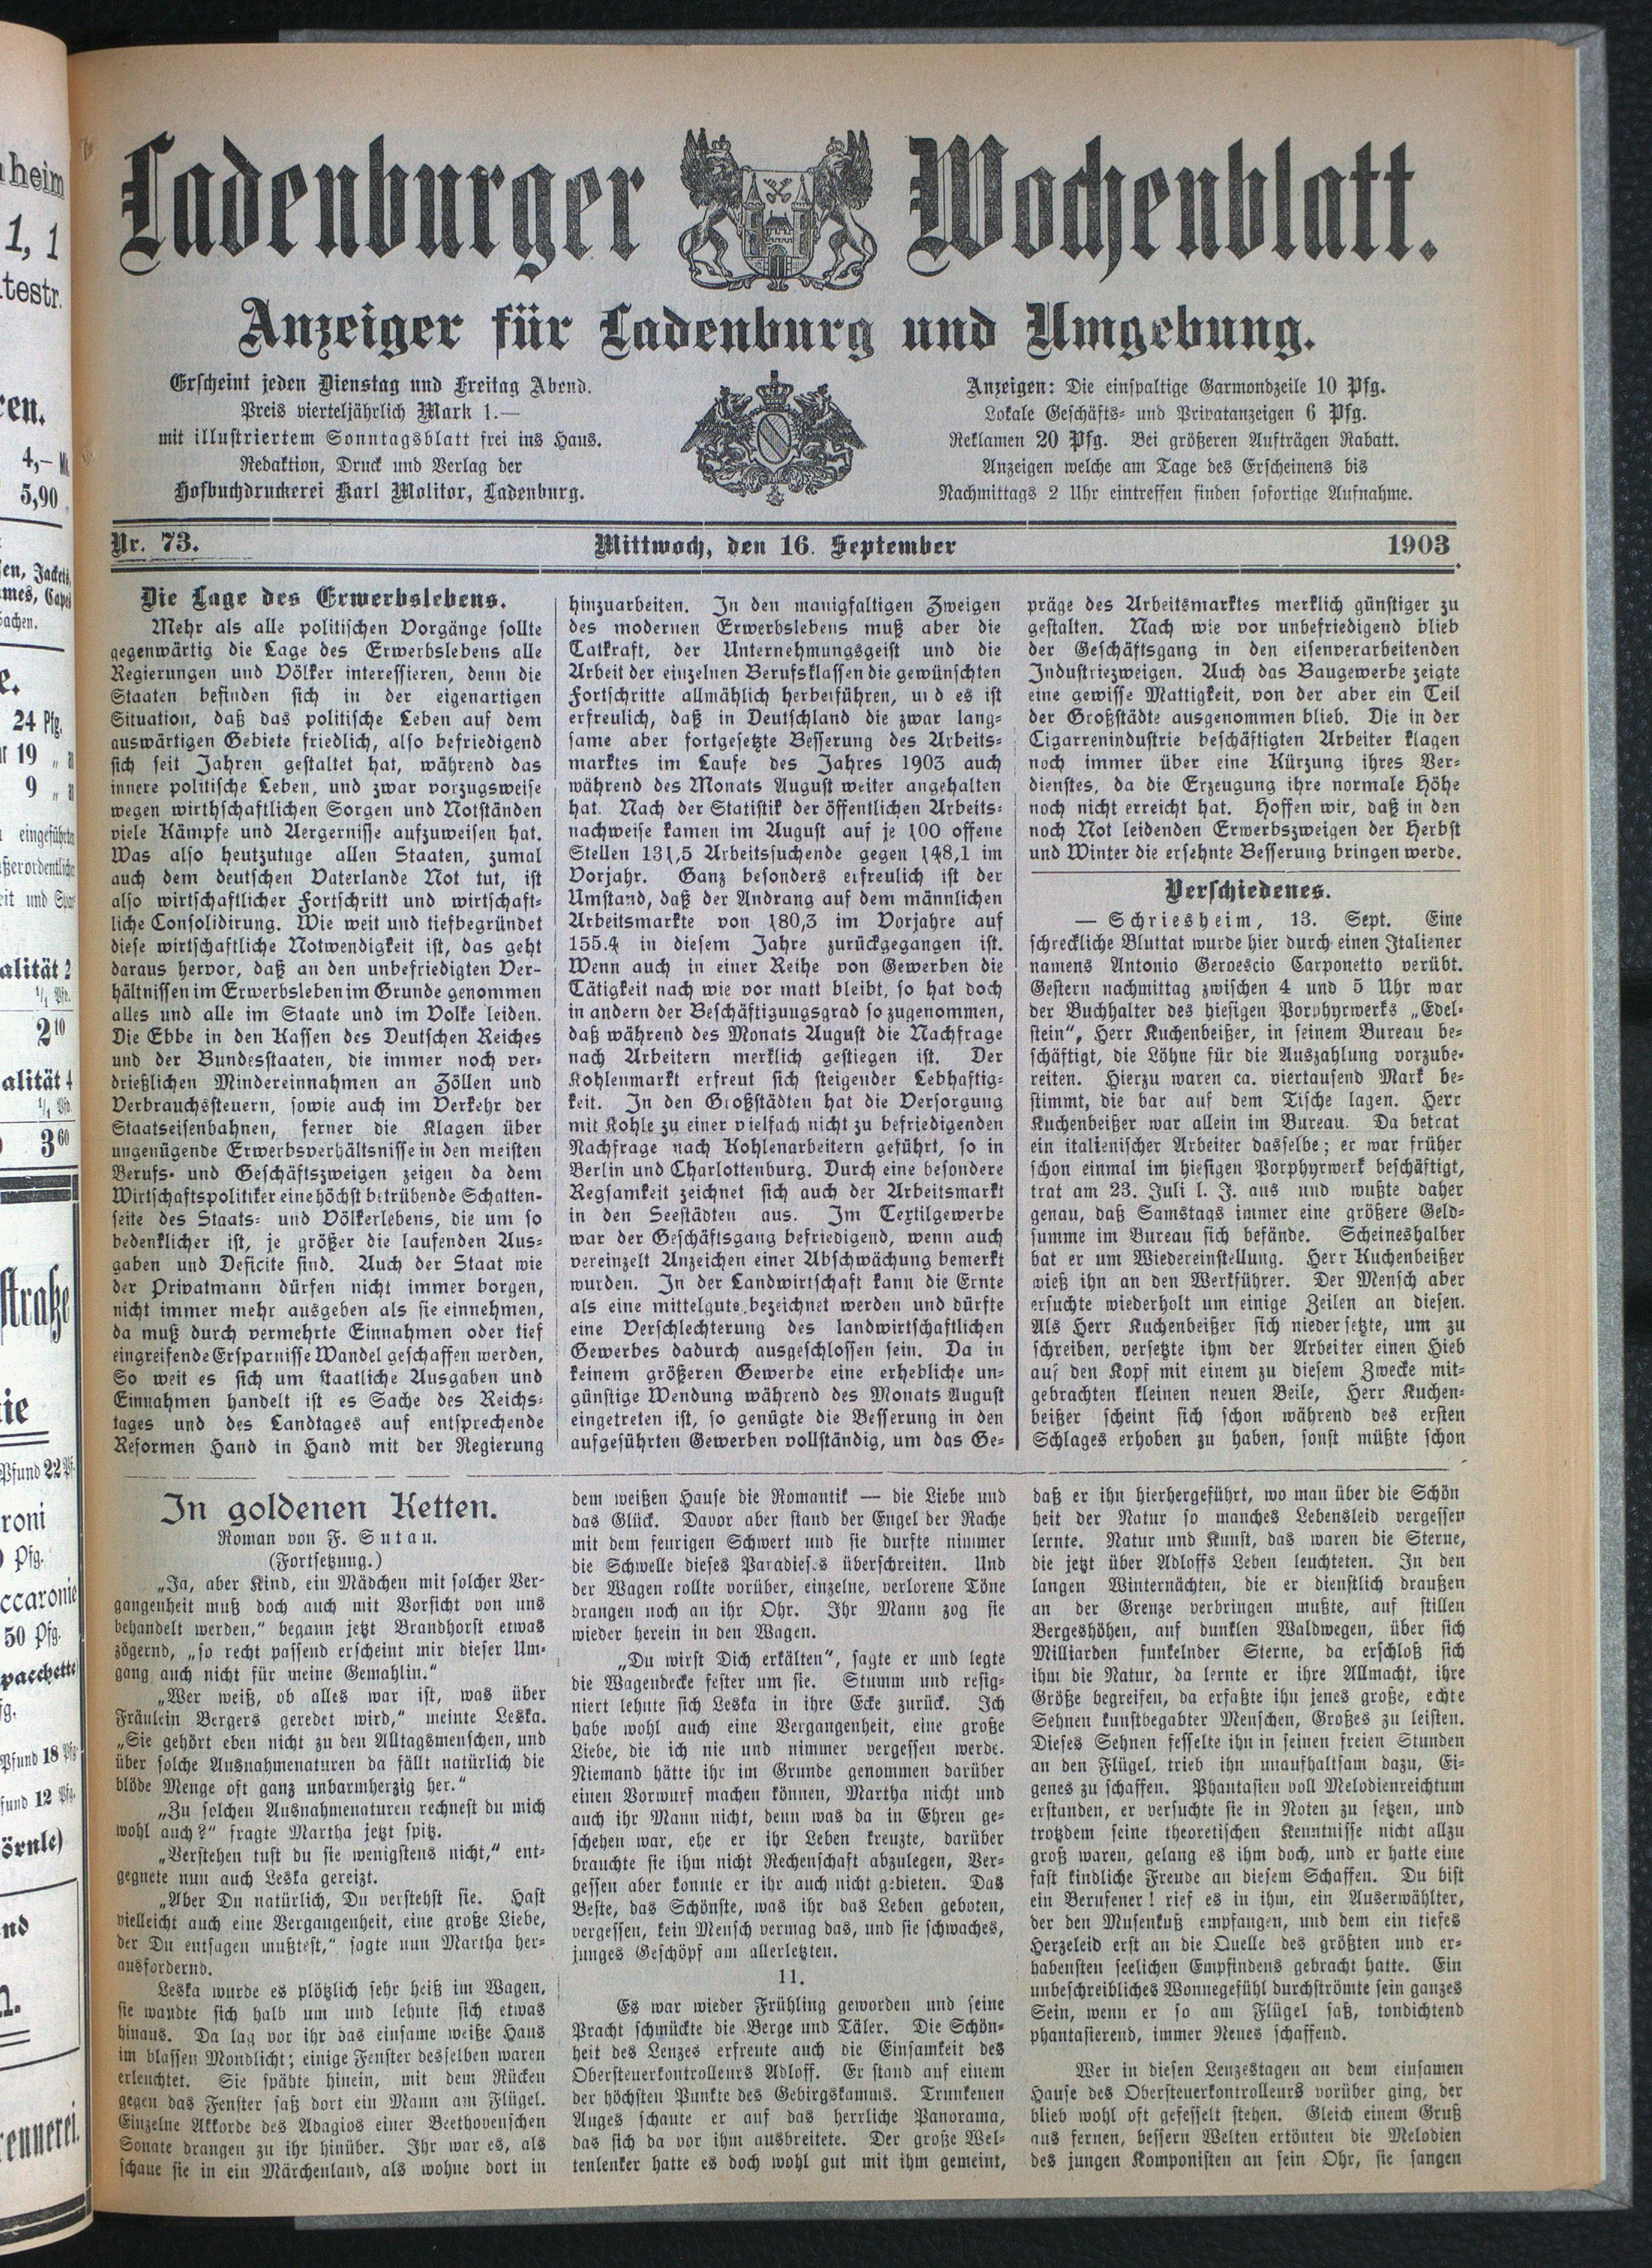 Ladenburger Wochenblatt.
Anzeiger für Ladenburg und Umgebung.
Erscheint jeden Dienstag und Freitag Abend.
Preis vierteljährlich Mark 1.—
mit illustriertem Sonntagsblatt frei ins Haus.
Redaktion, Druck und Verlag der
Hofbuchdruckerei Karl Molitor, Ladenburg.
Anzeigen: Die einspaltige Garmondzeile 10 Pfg.
Lokale Geschäfts- und Privatanzeigen 6 Pfg.
Reklamen 20 Pfg. Bei größeren Aufträgen Rabatt.
Anzeigen welche am Tage des Erscheinens bis
Nachmittags 2 Uhr eintreffen finden sofortige Aufnahme.
Nr. 73.
Mittwoch, den 16. September
1903
Die Lage des Erwerbslebens.
Mehr als alle politischen Vorgänge sollte
gegenwärtig die Lage des Erwerbslebens alle
Regierungen und Völker interessieren, denn die
Staaten befinden sich in der eigenartigen
Situation, daß das politische Leben auf dem
auswärtigen Gebiete friedlich, also befriedigend
sich seit Jahren gestaltet hat, während das
innere politische Leben, und zwar vorzugsweise
wegen wirthschaftlichen Sorgen und Notständen
viele Kämpfe und Aergernisse aufzuweisen hat.
Was also heutzutuge allen Staaten, zumal
auch dem deutschen Vaterlande Not tut, ist
also wirtschaftlicher Fortschritt und wirtschaft-
liche Consolidirung. Wie weit und tiefbegründet
diese wirtschaftliche Notwendigkeit ist, das geht
daraus hervor, daß an den unbefriedigten Ver-
hältnissen im Erwerbsleben im Grunde genommen
alles und alle im Staate und im Volke leiden.
Die Ebbe in den Kassen des Deutschen Reiches
und der Bundesstaaten, die immer noch ver-
drießlichen Mindereinnahmen an Zöllen und
Verbrauchssteuern, sowie auch im Verkehr der
Staatseisenbahnen, ferner die Klagen über
ungenügende Erwerbsverhältnisse in den meisten
Berufs- und Geschäftszweigen zeigen da dem
Wirtschaftspolitiker eine höchst betrübende Schatten-
seite des Staats- und Völkerlebens, die um so
bedenklicher ist, je größer die laufenden Aus-
gaben und Deficite sind. Auch der Staat wie
der Privatmann dürfen nicht immer borgen,
nicht immer mehr ausgeben als sie einnehmen,
da muß durch vermehrte Einnahmen oder tief
eingreifende Ersparnisse Wandel geschaffen werden,
So weit es sich um staatliche Ausgaben und
Einnahmen handelt ist es Sache des Reichs-
tages und des Landtages auf entsprechende
Reformen Hand in Hand mit der Regierung
hinzuarbeiten. In den manigfaltigen Zweigen
des modernen Erwerbslebens muß aber die
Tatkraft, der Unternehmungsgeist und die
Arbeit der einzelnen Berufsklassen die gewünschten
Fortschritte allmählich herbeiführen, und es ist
erfreulich, daß in Deutschland die zwar lang-
same aber fortgesetzte Besserung des Arbeits-
marktes im Laufe des Jahres 1903 auch
während des Monats August weiter angehalten
hat. Nach der Statistik der öffentlichen Arbeits-
nachweise kamen im August auf je 100 offene
Stellen 131,5 Arbeitssuchende gegen 148,1 im
Vorjahr. Ganz besonders erfreulich ist der
Umstand, daß der Andrang auf dem männlichen
Arbeitsmarkte von 180,3 im Vorjahre auf
155.4 in diesem Jahre zurückgegangen ist.
Wenn auch in einer Reihe von Gewerben die
Tätigkeit nach wie vor matt bleibt, so hat doch
in andern der Beschäftiguugsgrad so zugenommen,
daß während des Monats August die Nachfrage
nach Arbeitern merklich gestiegen ist. Der
Kohlenmarkt erfreut sich steigender Lebhaftig-
keit. In den Großstädten hat die Versorgung
mit Kohle zu einer vielfach nicht zu befriedigenden
Nachfrage nach Kohlenarbeitern geführt, so in
Berlin und Charlottenburg. Durch eine besondere
Regsamkeit zeichnet sich auch der Arbeitsmarkt
in den Seestädten aus. Im Textilgewerbe
war der Geschäftsgang befriedigend, wenn auch
vereinzelt Anzeichen einer Abschwächung bemerkt
wurden. In der Landwirtschaft kann die Ernte
als eine mittelgute bezeichnet werden und dürfte
eine Verschlechterung des landwirtschaftlichen
Gewerbes dadurch ausgeschlossen sein. Da in
keinem größeren Gewerbe eine erhebliche un-
günstige Wendung während des Monats August
eingetreten ist, so genügte die Besserung in den
aufgeführten Gewerben vollständig, um das Ge-
präge des Arbeitsmarktes merklich günstiger zu
gestalten. Nach wie vor unbefriedigend blieb
der Geschäftsgang in den eisenverarbeitenden
Industriezweigen. Auch das Baugewerbe zeigte
eine gewisse Mattigkeit, von der aber ein Teil
der Großstädte ausgenommen blieb. Die in der
Cigarrenindustrie beschäftigten Arbeiter klagen
noch immer über eine Kürzung ihres Ver-
dienstes, da die Erzeugung ihre normale Höhe
noch nicht erreicht hat. Hoffen wir, daß in den
noch Not leidenden Erwerbszweigen der Herbst
und Winter die ersehnte Besserung bringen werde.
Verschiedenes.
— Schriesheim, 13. Sept. Eine
schreckliche Bluttat wurde hier durch einen Italiener
namens Antonio Geroescio Carponetto verübt.
Gestern nachmittag zwischen 4 und 5 Uhr war
der Buchhalter des hiesigen Porphyrwerks „Edel-
stein“, Herr Kuchenbeißer, in seinem Bureau be-
schäftigt, die Löhne für die Auszahlung vorzube-
reiten. Hierzu waren ca. viertausend Mark be-
stimmt, die bar auf dem Tische lagen. Herr
Kuchenbeißer war allein im Bureau. Da betrat
ein italienischer Arbeiter dasselbe; er war früher
schon einmal im hiesigen Porphyrwerk beschäftigt,
trat am 23. Juli l. J. aus und wußte daher
genau, daß Samstags immer eine größere Geld-
summe im Bureau sich befände. Scheineshalber
bat er um Wiedereinstellung. Herr Kuchenbeißer
wieß ihn an den Werkführer. Der Mensch aber
ersuchte wiederholt um einige Zeilen an diesen.
Als Herr Kuchenbeißer sich niedersetzte, um zu
schreiben, versetzte ihm der Arbeiter einen Hieb
auf den Kopf mit einem zu diesem Zwecke mit-
gebrachten kleinen neuen Beile, Herr Kuchen-
beißer scheint sich schon während des ersten
Schlages erhoben zu haben, sonst müßte schon
In goldenen Ketten.
Roman von F. Sutau.
(Fortsetzung.)
„Ja, aber Kind, ein Mädchen mit solcher Ver-
gangenheit muß doch auch mit Vorsicht von uns
behandelt werden,“ begann jetzt Brandhorst etwas
zögernd, „so recht passend erscheint mir dieser Um-
gang auch nicht für meine Gemahlin.“
„Wer weiß, ob alles war ist, was über
Fräulein Bergers geredet wird,“ meinte Leska.
„Sie gehört eben nicht zu den Alltagsmenschen, und
über solche Ausnahmenaturen da fällt natürlich die
blöde Menge oft ganz unbarmherzig her.“
„Zu solchen Ausnahmenaturen rechnest du mich
wohl auch?“ fragte Martha jetzt spitz.
„Verstehen tust du sie wenigstens nicht,“ ent-
gegnete nun auch Leska gereizt.
„Aber Du natürlich, Du verstehst sie. Hast
vielleicht auch eine Vergangenheit, eine große Liebe,
der Du entsagen mußtest,“ sagte nun Martha her-
ausfordernd.
Leska wurde es plötzlich sehr heiß im Wagen,
sie wandte sich halb um und lehnte sich etwas
hinaus. Da lag vor ihr das einsame weiße Haus
im blassen Mondlicht; einige Fenster desselben waren
erleuchtet. Sie spähte hinein, mit dem Rücken
gegen das Fenster saß dort ein Mann am Flügel.
Einzelne Akkorde des Adagios einer Beethovenschen
Sonate drangen zu ihr hinüber. Ihr war es, als
schaue sie in ein Märchenland, als wohne dort in
dem weißen Hause die Romantik — die Liebe und
das Glück. Davor aber stand der Engel der Rache
mit dem feurigen Schwert und sie durfte nimmer
die Schwelle dieses Paradieses überschreiten. Und
der Wagen rollte vorüber, einzelne, verlorene Töne
drangen noch an ihr Ohr. Ihr Mann zog sie
wieder herein in den Wagen.
„Du wirst Dich erkälten“, sagte er und legte
die Wagendecke fester um sie. Stumm und resig-
niert lehnte sich Leska in ihre Ecke zurück. Ich
habe wohl auch eine Vergangenheit, eine große
Liebe, die ich nie und nimmer vergessen werde.
Niemand hätte ihr im Grunde genommen darüber
einen Vorwurf machen können, Martha nicht und
auch ihr Mann nicht, denn was da in Ehren ge-
schehen war, ehe er ihr Leben kreuzte, darüber
brauchte sie ihm nicht Rechenschaft abzulegen, Ver-
gessen aber konnte er ihr auch nicht gebieten. Das
Beste, das Schönste, was ihr das Leben geboten,
vergessen, kein Mensch vermag das, und sie schwaches,
junges Geschöpf am allerletzten.
11.
Es war wieder Frühling geworden und seine
Pracht schmückte die Berge und Täler. Die Schön-
heit des Lenzes erfreute auch die Einsamkeit des
Obersteuerkontrolleurs Adloff. Er stand auf einem
der höchsten Punkte des Gebirgskamms. Trunkenen
Auges schaute er auf das herrliche Panorama,
das sich da vor ihm ausbreitete. Der große Wel-
tenlenker hatte es doch wohl gut mit ihm gemeint,
daß er ihn hierhergeführt, wo man über die Schön
heit der Natur so manches Lebensleid vergessen
lernte. Natur und Kunst, das waren die Sterne,
die jetzt über Adloffs Leben leuchteten. In den
langen Winternächten, die er dienstlich draußen
an der Grenze verbringen mußte, auf stillen
Bergeshöhen, auf dunklen Waldwegen, über sich
Milliarden funkelnder Sterne, da erschloß sich
ihm die Natur, da lernte er ihre Allmacht, ihre
Größe begreifen, da erfaßte ihn jenes große, echte
Sehnen kunstbegabter Menschen, Großes zu leisten.
Dieses Sehnen fesselte ihn in seinen freien Stunden
an den Flügel, trieb ihn unaufhaltsam dazu, Ei-
genes zu schaffen. Phantasien voll Melodienreichtum
erstanden, er versuchte sie in Noten zu setzen, und
trotzdem seine theoretischen Kenntnisse nicht allzu
groß waren, gelang es ihm doch, und er hatte eine
fast kindliche Freude an diesem Schaffen. Du bist
ein Berufener! rief es in ihm, ein Auserwählter,
der den Musenkuß empfangen, und dem ein tiefes
Herzeleid erst an die Quelle des größten und er-
habensten seelichen Empfindens gebracht hatte. Ein
unbeschreibliches Wonnegefühl durchströmte sein ganzes
Sein, wenn er so am Flügel saß, tondichtend
phantasierend, immer Neues schaffend.
Wer in diesen Lenzestagen an dem einsamen
Hause des Obersteuerkontrolleurs vorüber ging, der
blieb wohl oft gefesselt stehen. Gleich einem Gruß
aus fernen, bessern Welten ertönten die Melodien
des jungen Komponisten an sein Ohr, sie sangen